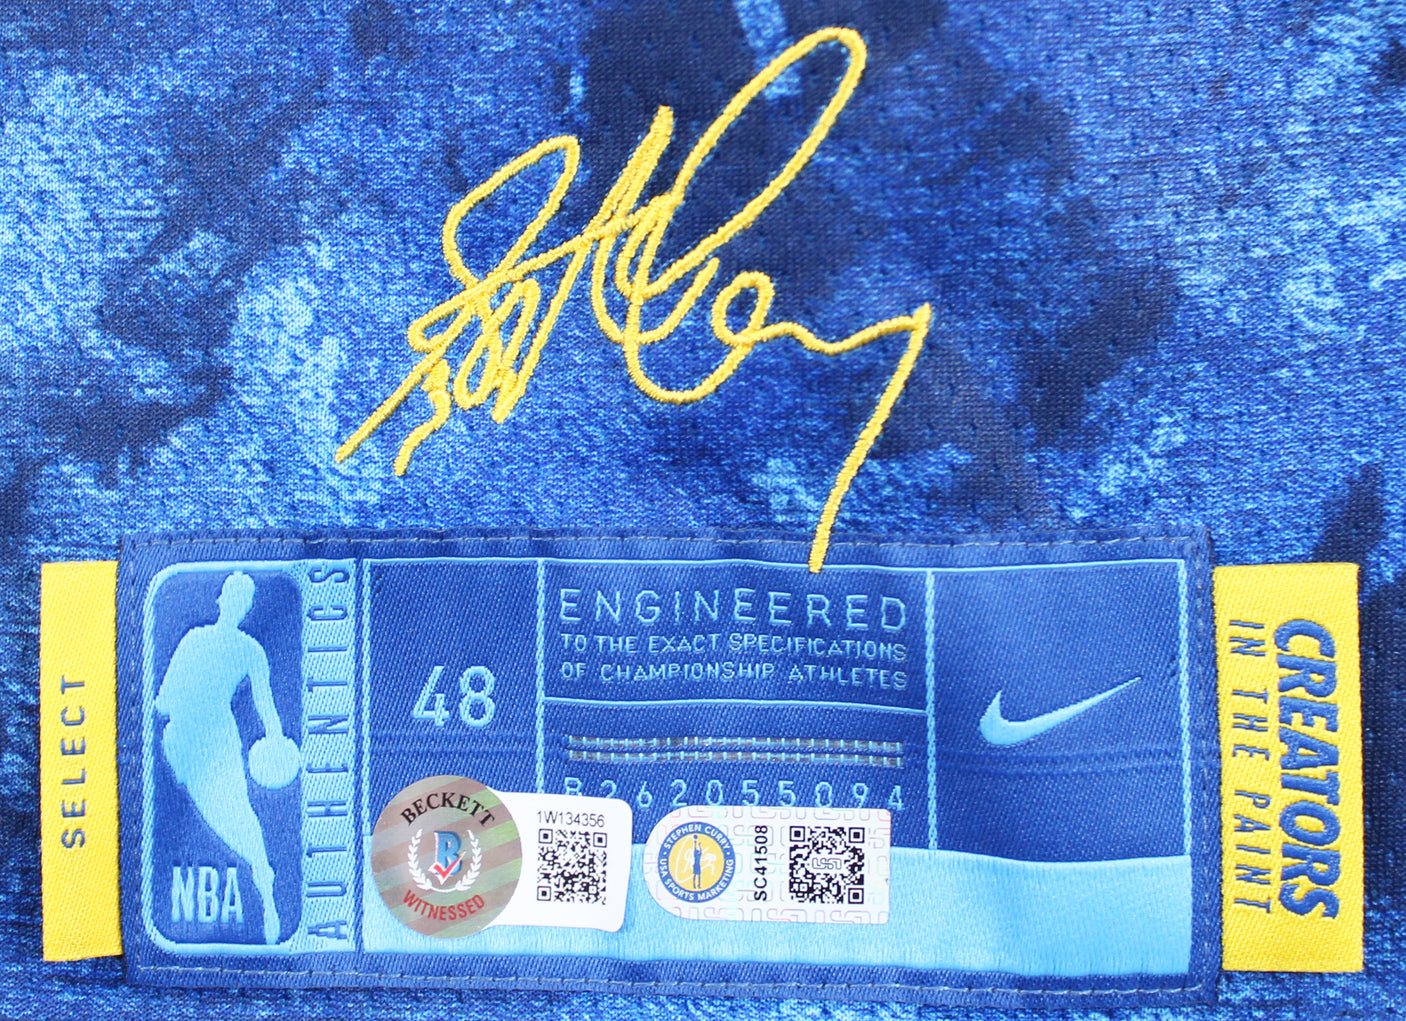 SELECT
NBA
AUTHENTICS
48
ENGINEERED
TO THE EXACT SPECIFICATIONS
OF CHAMPIONSHIP ATHLETES
B262055094
BECKETT
B
WITNESSED
1W134356
STEPHEN CURRY
USA SPORTS MARKETING
SC41508
CREATORS
IN THE PAINT